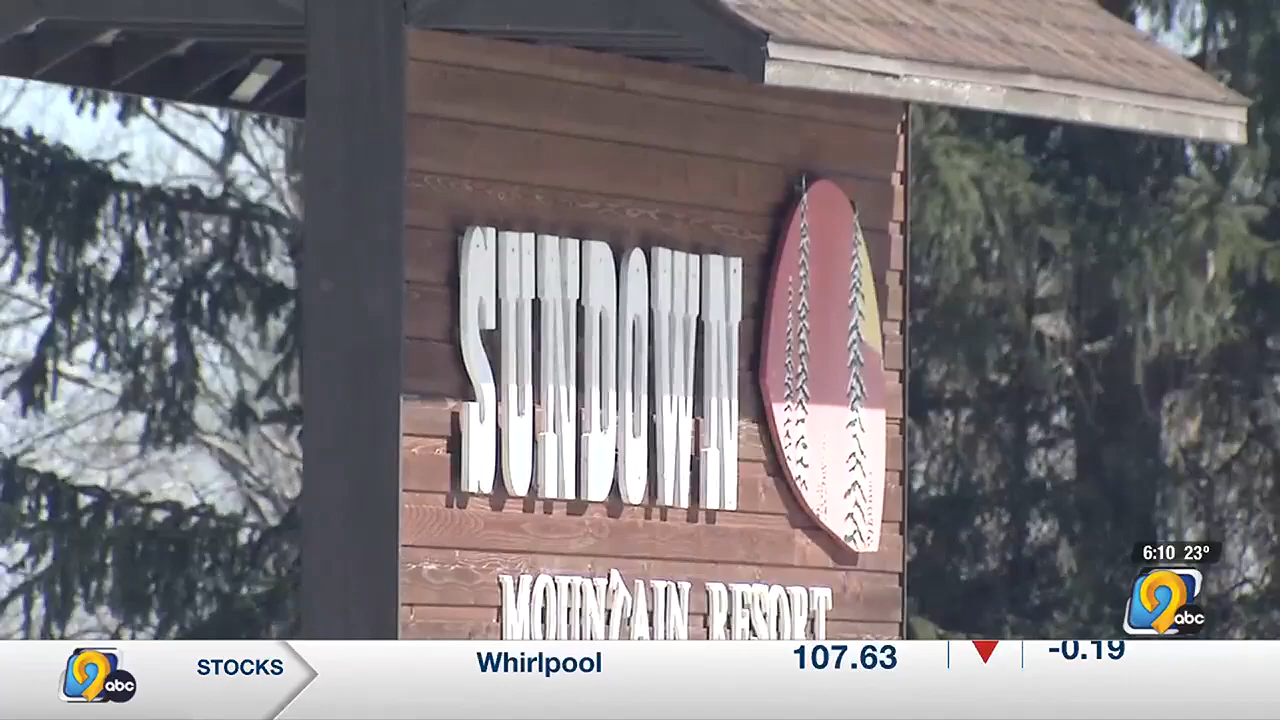 SUNDOWN
MOUNTAIN RESORT
6:10 23°
9 abc
9 abc STOCKS Whirlpool 107.63 -0.19